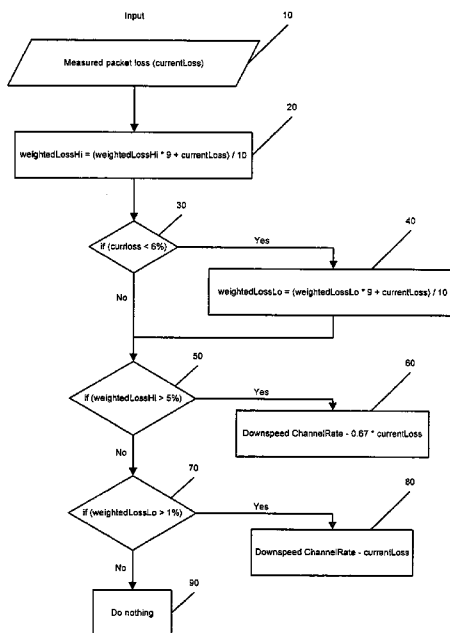 Input
10
Measured packet loss (currentLoss)
20
weightedLossHi = (weightedLossHi * 9 + currentLoss) / 10
30
if (currloss < 6%)
Yes
40
No
weightedLossLo = (weightedLossLo * 9 + currentLoss) / 10
50
if (weightedLossHi > 5%)
Yes
60
Downspeed ChannelRate - 0.67 * currentLoss
No
70
if (weightedLossLo > 1%)
Yes
80
Downspeed ChannelRate - currentLoss
No
90
Do nothing